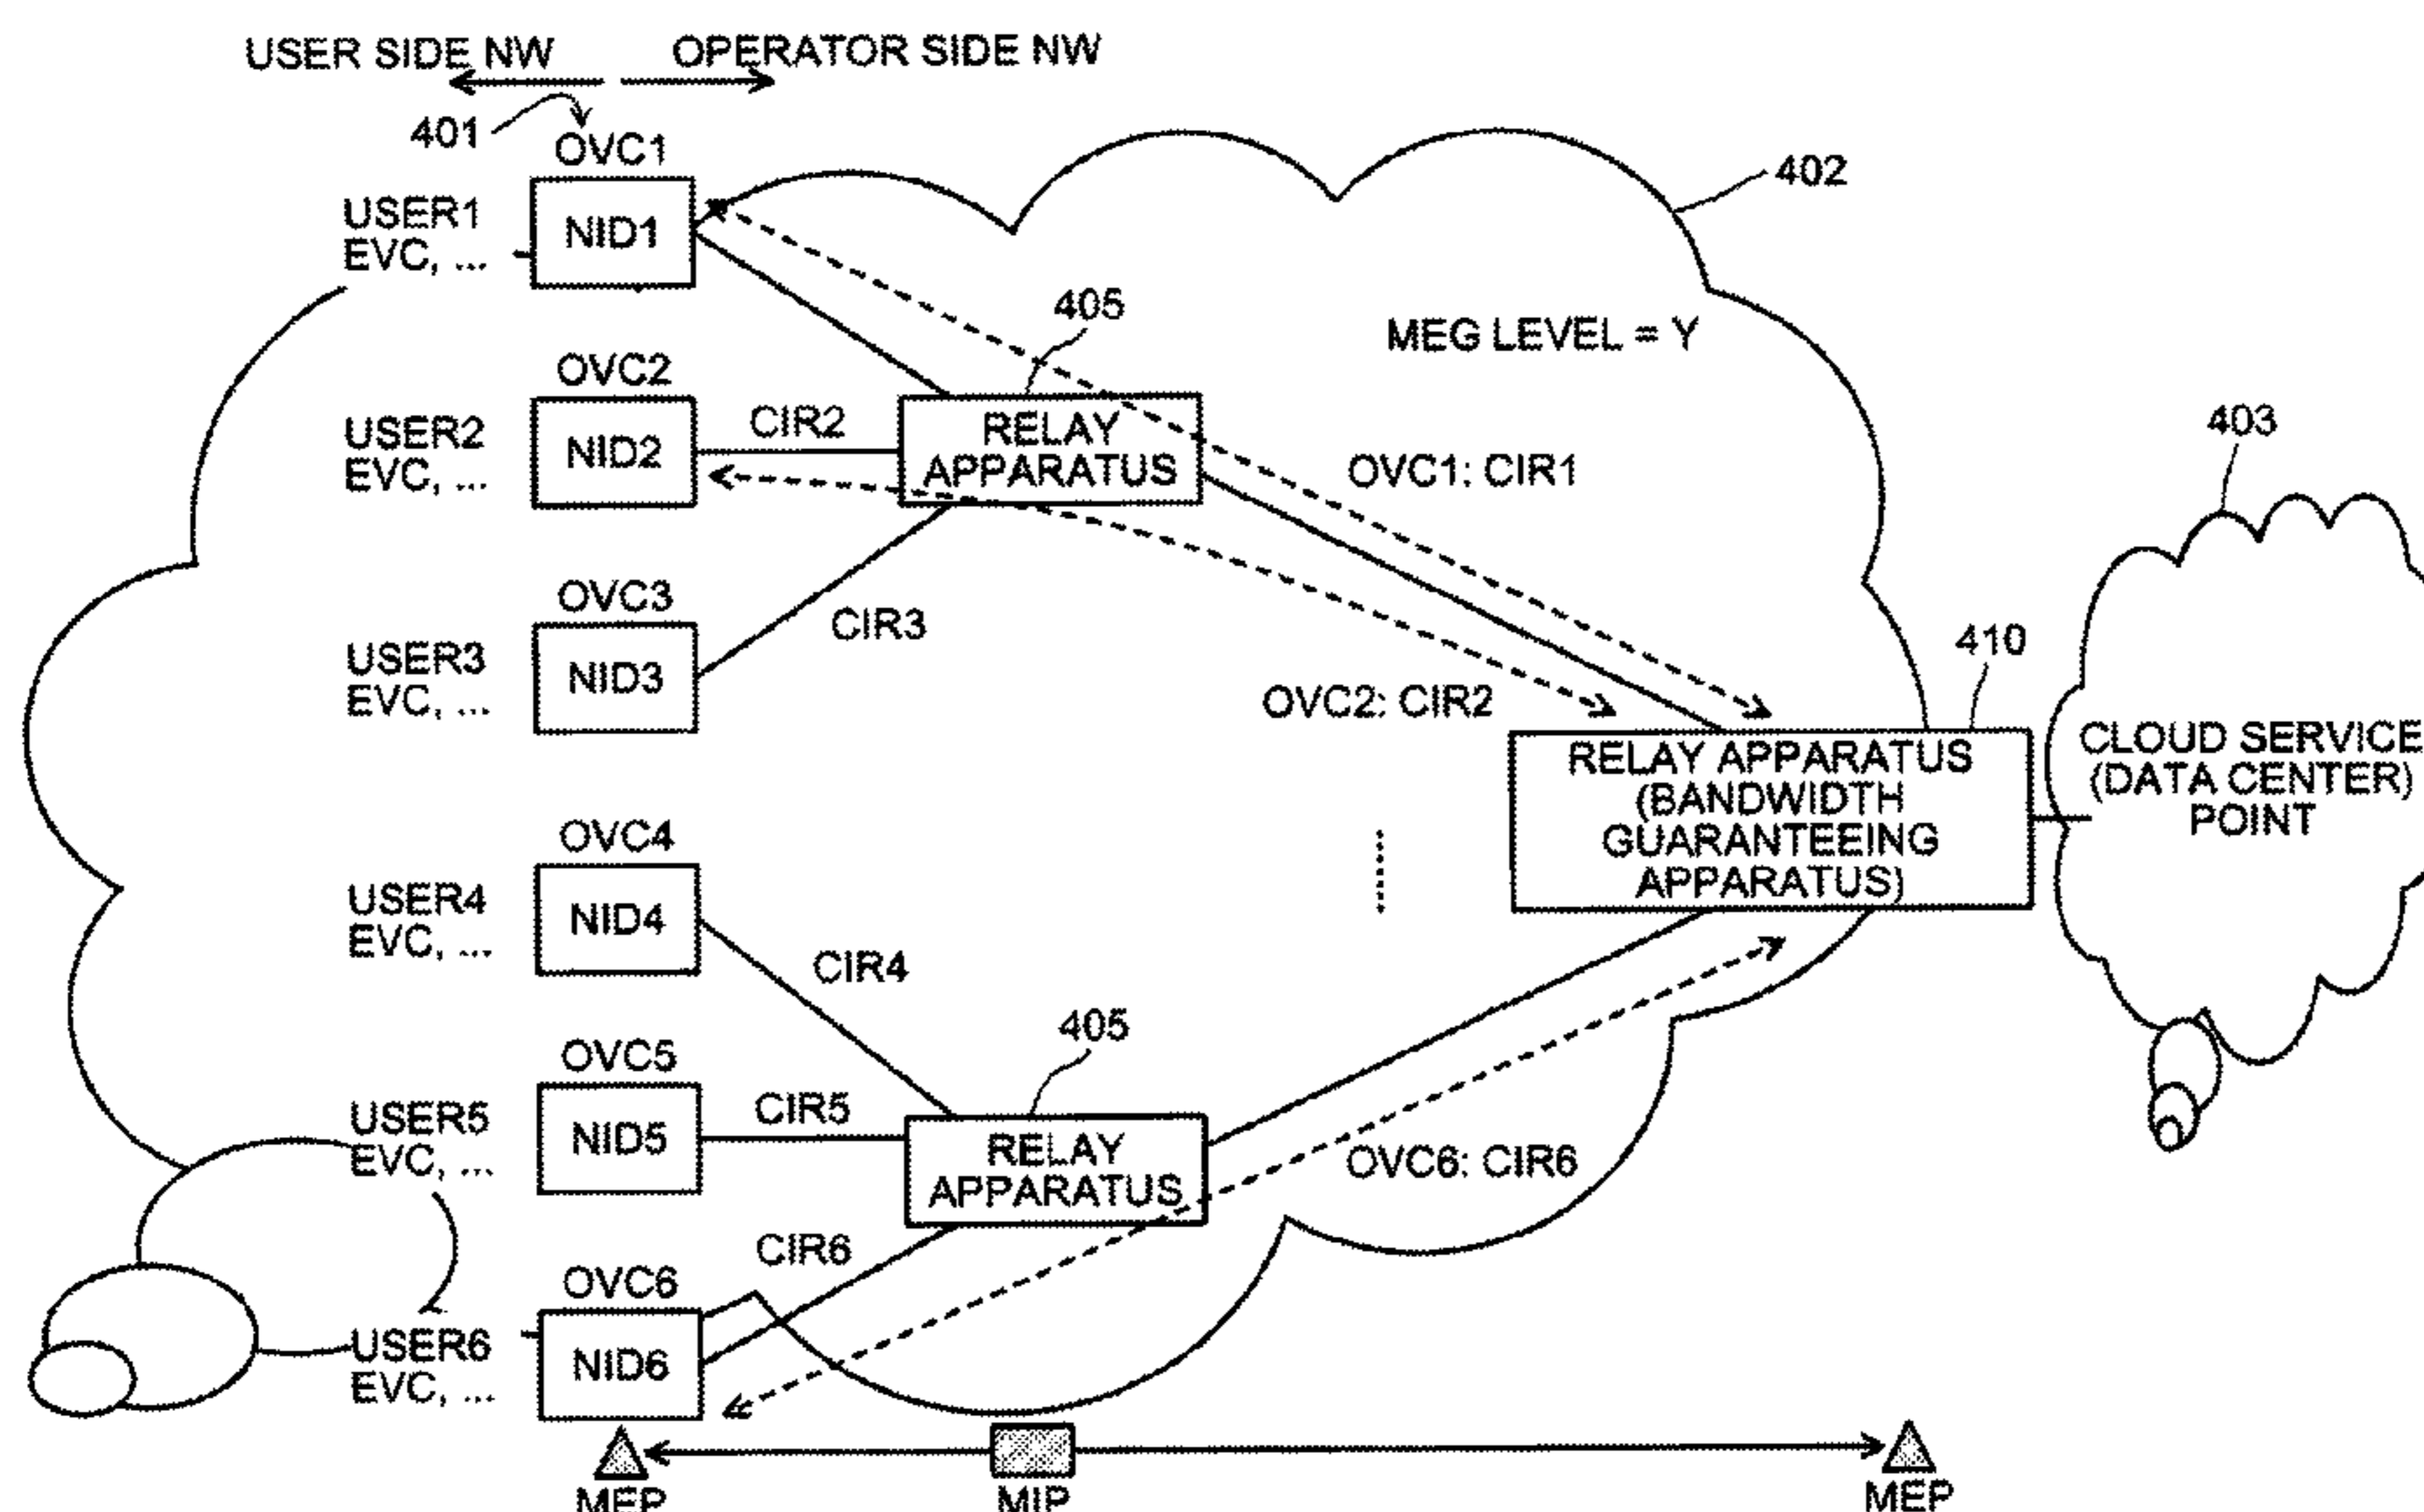 USER SIDE NW
OPERATOR SIDE NW
401
OVC1
402
USER1
EVC, ...
NID1
405
MEG LEVEL = Y
OVC2
403
USER2
EVC, ...
NID2
CIR2
RELAY
APPARATUS
OVC1: CIR1
OVC3
CIR3
USER3
EVC, ...
NID3
410
OVC2: CIR2
RELAY APPARATUS
(BANDWIDTH
GUARANTEEING
APPARATUS)
CLOUD SERVICE
(DATA CENTER)
POINT
OVC4
USER4
EVC, ...
NID4
CIR4
405
OVC5
USER5
EVC, ...
NID5
CIR5
RELAY
APPARATUS
OVC6: CIR6
CIR6
OVC6
USER6
EVC, ...
NID6
MEP
MIP
MEP